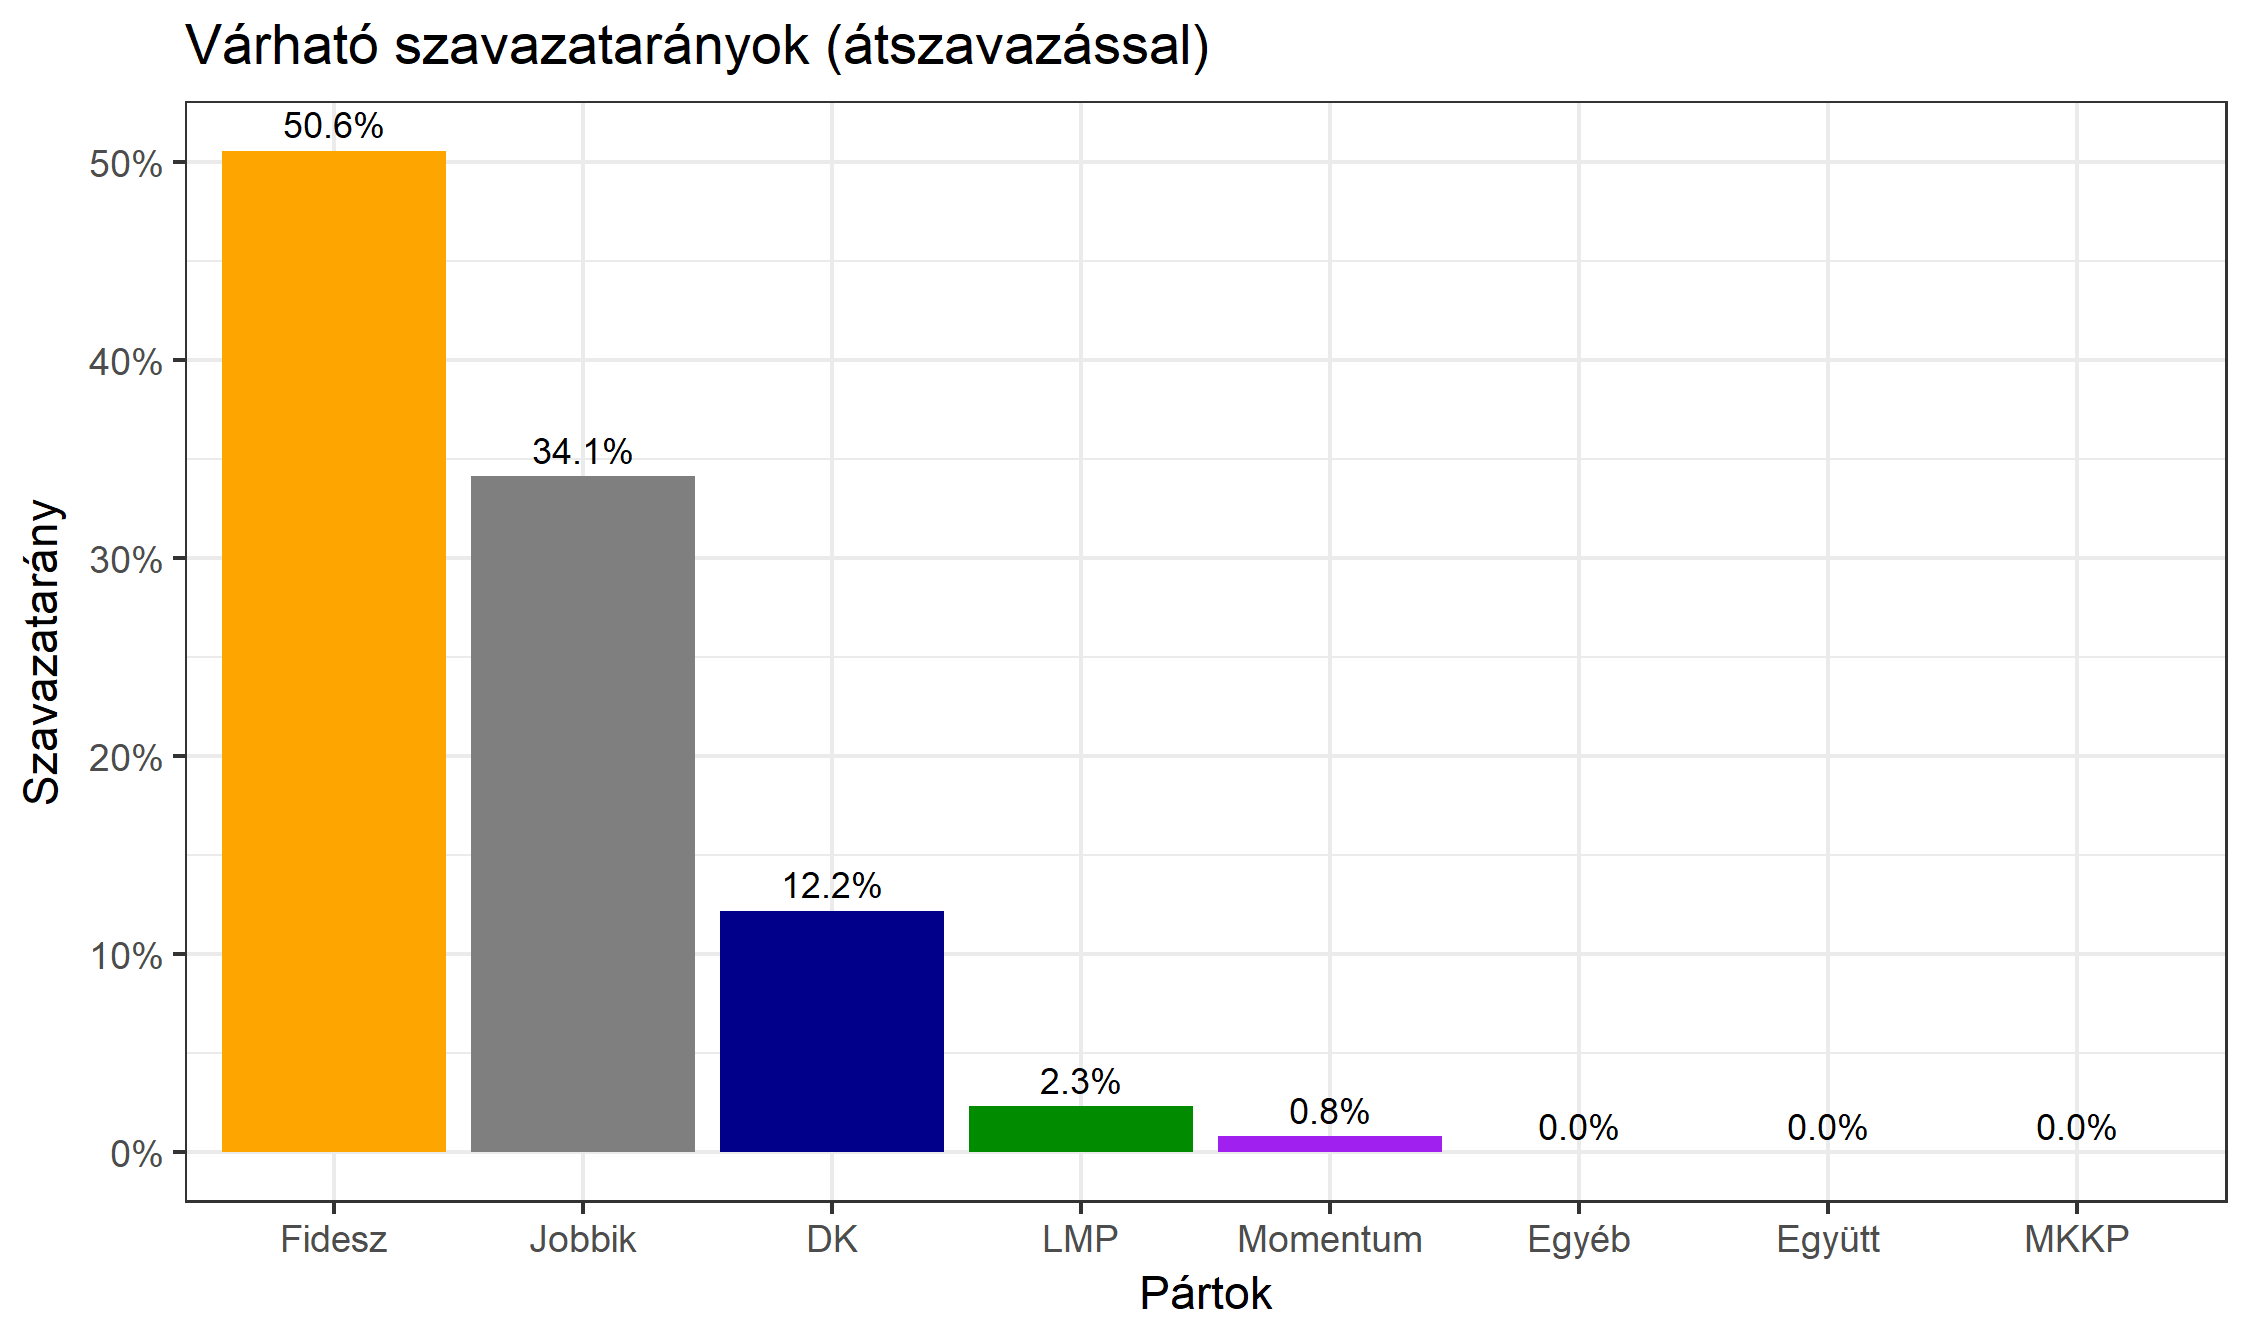 Várható szavazatarányok (átszavazással)
Szavazatarány
50%
40%
30%
20%
10%
0%
50.6%
34.1%
12.2%
2.3%
0.8%
0.0%
0.0%
0.0%
Fidesz
Jobbik
DK
LMP
Momentum
Egyéb
Együtt
MKKP
Pártok